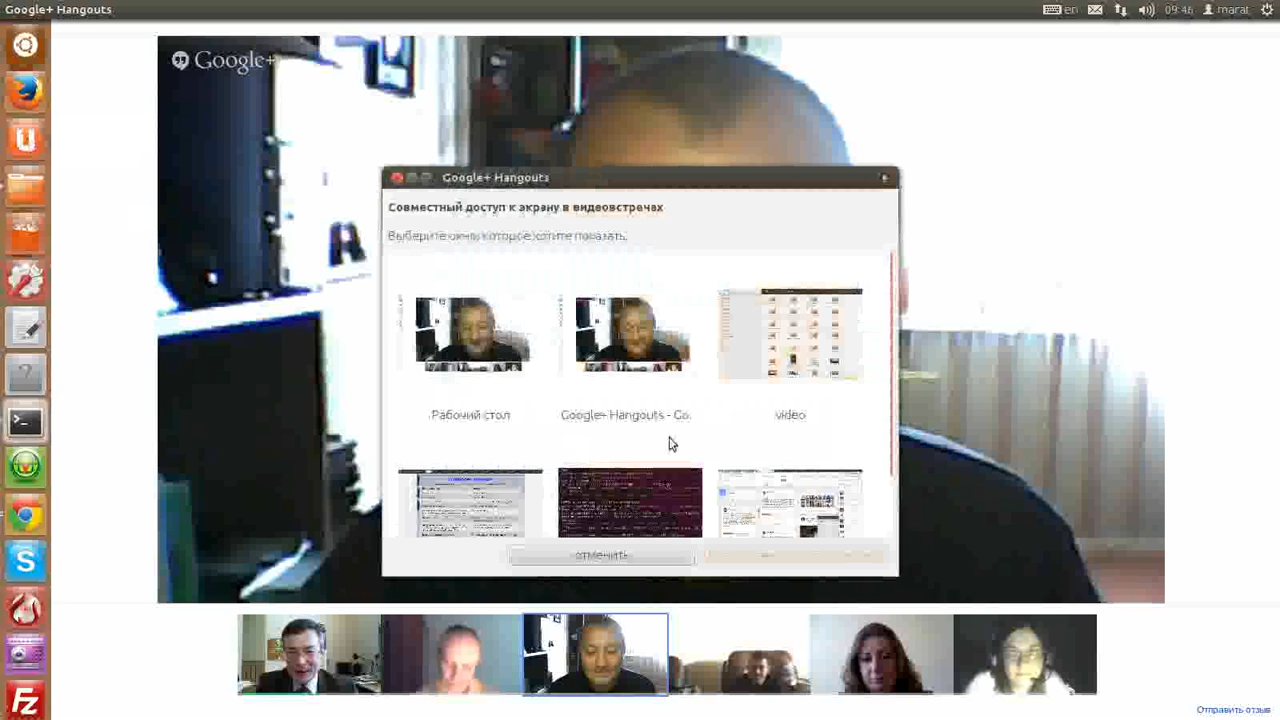 Google+ Hangouts
en
09:46
marat
Google+
Google+ Hangouts
Совместный доступ к экрану в видеовстречах
Выберите окно, которое хотите показать.
Рабочий стол
Google+ Hangouts - Go
video
отменить
Отправить отзыв